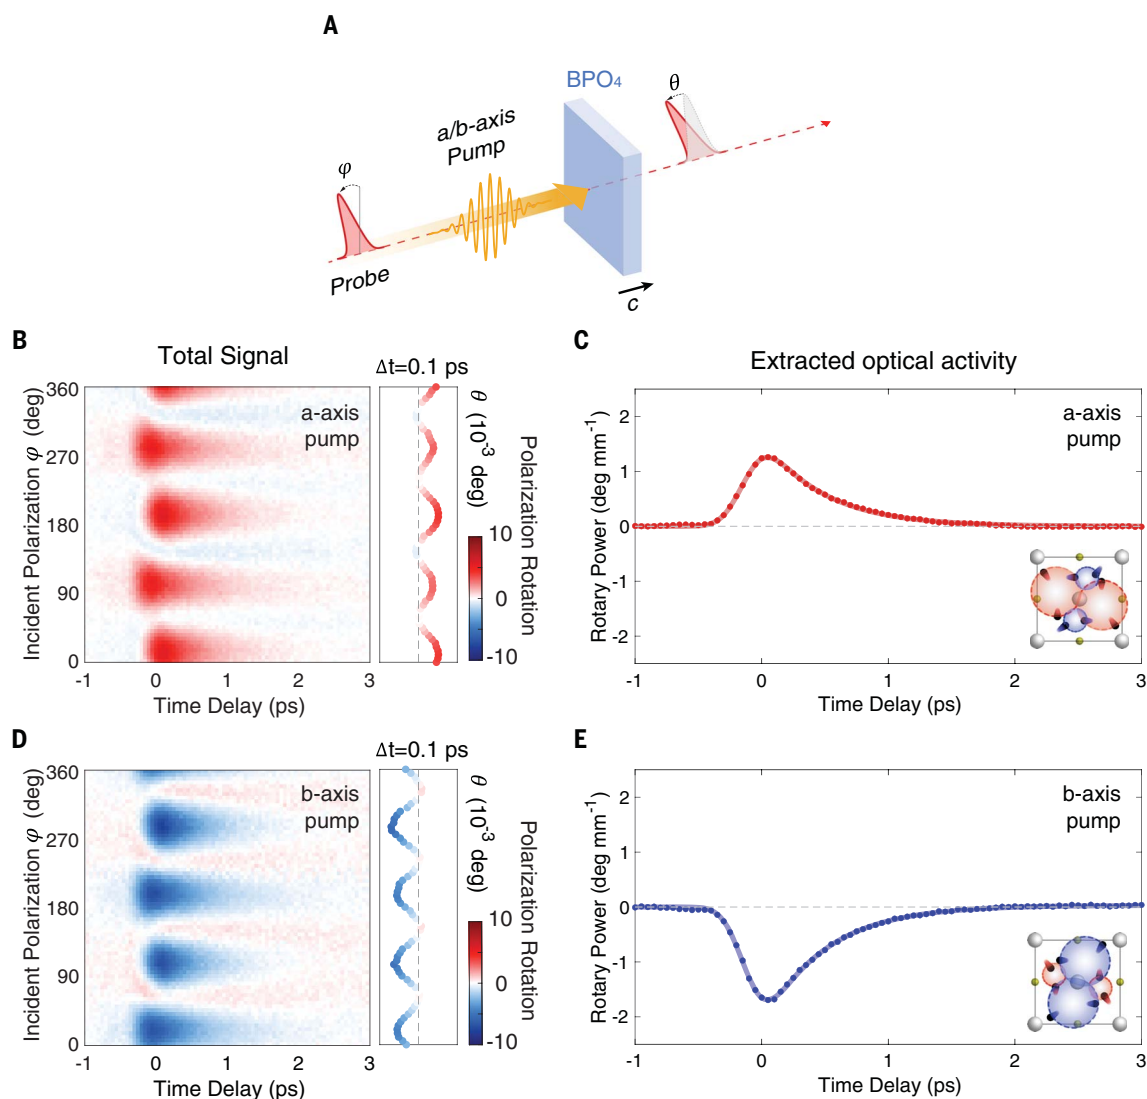 A
BPO₄
θ
a/b-axis
Pump
φ
Probe
c
B
Total Signal
Δt=0.1 ps
360
270
180
90
0
Incident Polarization φ (deg)
a-axis
pump
-1
0
1
2
3
Time Delay (ps)
θ (10⁻³ deg)
Polarization Rotation
10
0
-10
C
Extracted optical activity
2
1
0
-1
-2
Rotary Power (deg mm⁻¹)
a-axis
pump
-1
0
1
2
3
Time Delay (ps)
D
Δt=0.1 ps
360
270
180
90
0
Incident Polarization φ (deg)
b-axis
pump
-1
0
1
2
3
Time Delay (ps)
θ (10⁻³ deg)
Polarization Rotation
10
0
-10
E
2
1
0
-1
-2
Rotary Power (deg mm⁻¹)
b-axis
pump
-1
0
1
2
3
Time Delay (ps)